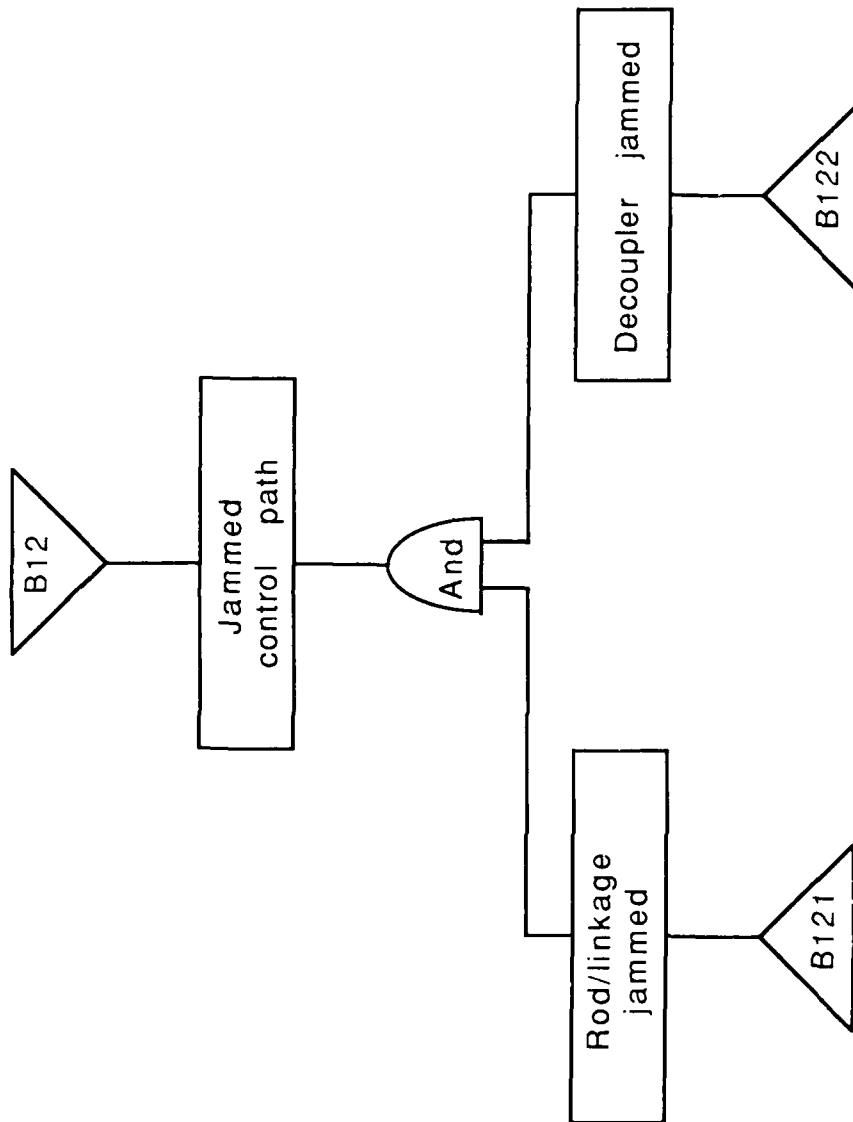 B12
Jammed
control path
And
Rod/linkage
jammed
Decoupler jammed
B121
B122